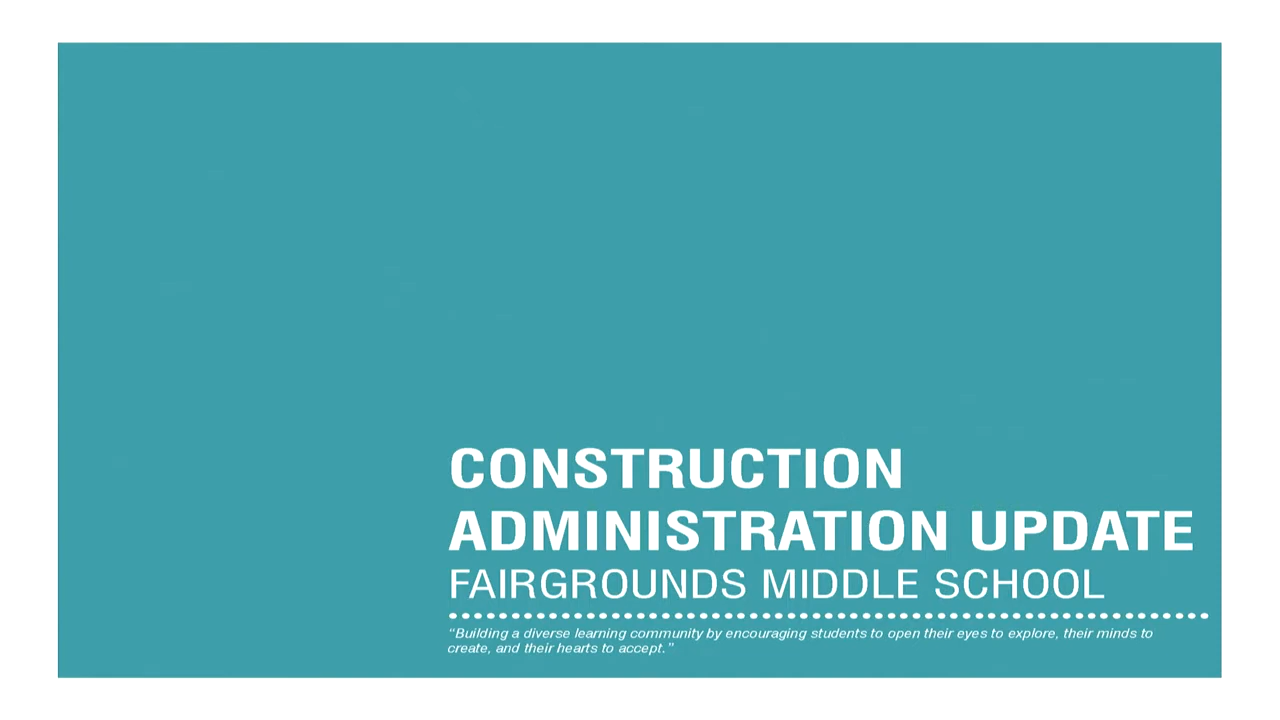 CONSTRUCTION
ADMINISTRATION UPDATE
FAIRGROUNDS MIDDLE SCHOOL
“Building a diverse learning community by encouraging students to open their eyes to explore, their minds to
create, and their hearts to accept.”